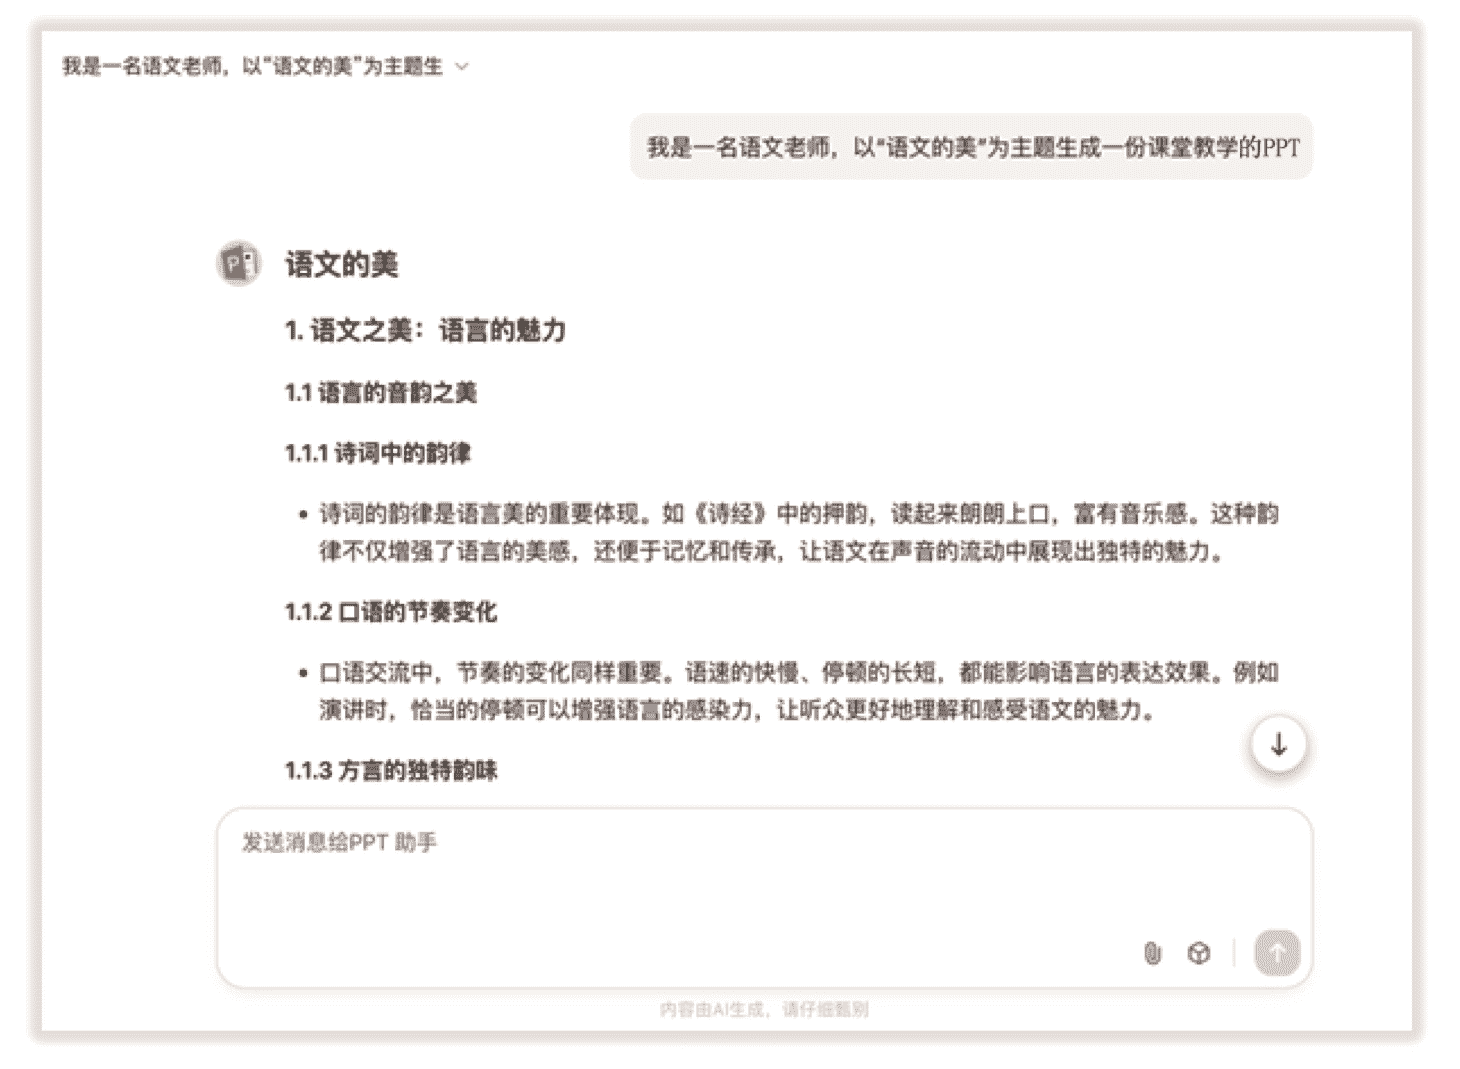 我是一名语文老师，以“语文的美”为主题生
我是一名语文老师，以“语文的美”为主题生成一份课堂教学的PPT
语文的美
1. 语文之美：语言的魅力
1.1 语言的音韵之美
1.1.1 诗词中的韵律
• 诗词的韵律是语言美的重要体现。如《诗经》中的押韵，读起来朗朗上口，富有音乐感。这种韵
律不仅增强了语言的美感，还便于记忆和传承，让语文在声音的流动中展现出独特的魅力。
1.1.2 口语的节奏变化
• 口语交流中，节奏的变化同样重要。语速的快慢、停顿的长短，都能影响语言的表达效果。例如
演讲时，恰当的停顿可以增强语言的感染力，让听众更好地理解和感受语文的魅力。
1.1.3 方言的独特韵味
发送消息给PPT 助手
内容由AI生成，请仔细甄别